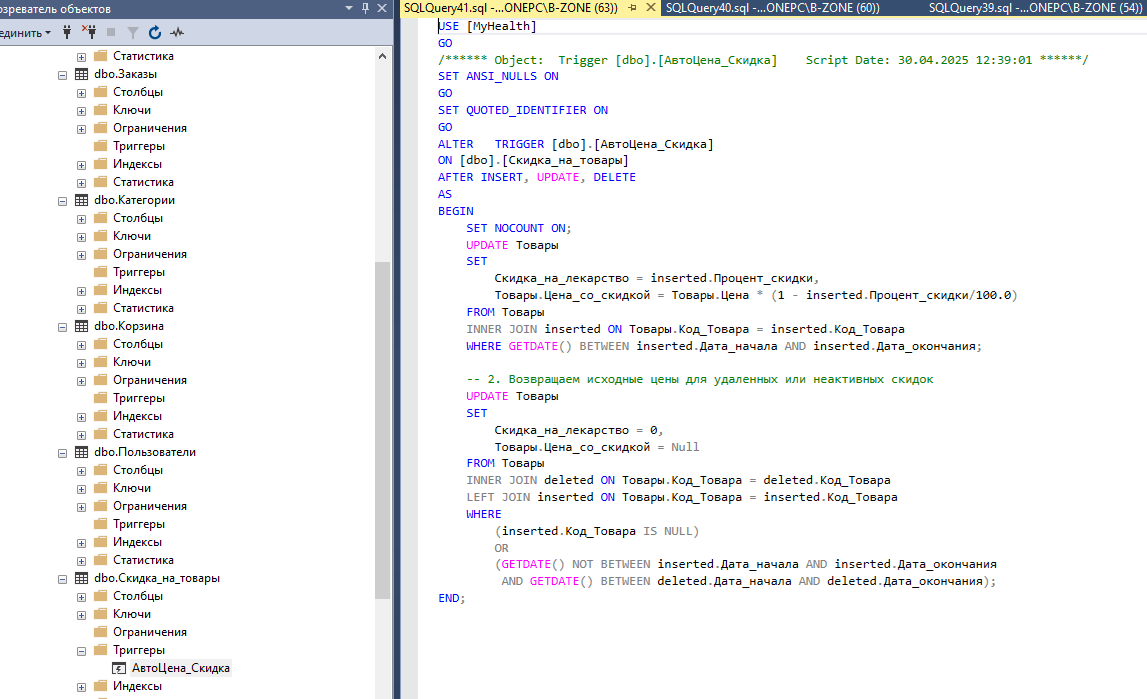 озреватель объектов
единить
Статистика
dbo.Заказы
Столбцы
Ключи
Ограничения
Триггеры
Индексы
Статистика
dbo.Категории
Столбцы
Ключи
Ограничения
Триггеры
Индексы
Статистика
dbo.Корзина
Столбцы
Ключи
Ограничения
Триггеры
Индексы
Статистика
dbo.Пользователи
Столбцы
Ключи
Ограничения
Триггеры
Индексы
Статистика
dbo.Скидка_на_товары
Столбцы
Ключи
Ограничения
Триггеры
АвтоЦена_Скидка
Индексы
SQLQuery41.sql -...ONEPC\B-ZONE (63)) SQLQuery40.sql -...ONEPC\B-ZONE (60)) SQLQuery39.sql -...ONEPC\B-ZONE (54))
USE [MyHealth]
GO
/****** Object:  Trigger [dbo].[АвтоЦена_Скидка]    Script Date: 30.04.2025 12:39:01 ******/
SET ANSI_NULLS ON
GO
SET QUOTED_IDENTIFIER ON
GO
ALTER   TRIGGER [dbo].[АвтоЦена_Скидка]
ON [dbo].[Скидка_на_товары]
AFTER INSERT, UPDATE, DELETE
AS
BEGIN
    SET NOCOUNT ON;
    UPDATE Товары
    SET
        Скидка_на_лекарство = inserted.Процент_скидки,
        Товары.Цена_со_скидкой = Товары.Цена * (1 - inserted.Процент_скидки/100.0)
    FROM Товары
    INNER JOIN inserted ON Товары.Код_Товара = inserted.Код_Товара
    WHERE GETDATE() BETWEEN inserted.Дата_начала AND inserted.Дата_окончания;
    -- 2. Возвращаем исходные цены для удаленных или неактивных скидок
    UPDATE Товары
    SET
        Скидка_на_лекарство = 0,
        Товары.Цена_со_скидкой = Null
    FROM Товары
    INNER JOIN deleted ON Товары.Код_Товара = deleted.Код_Товара
    LEFT JOIN inserted ON Товары.Код_Товара = inserted.Код_Товара
    WHERE
        (inserted.Код_Товара IS NULL)
        OR
        (GETDATE() NOT BETWEEN inserted.Дата_начала AND inserted.Дата_окончания
         AND GETDATE() BETWEEN deleted.Дата_начала AND deleted.Дата_окончания);
END;